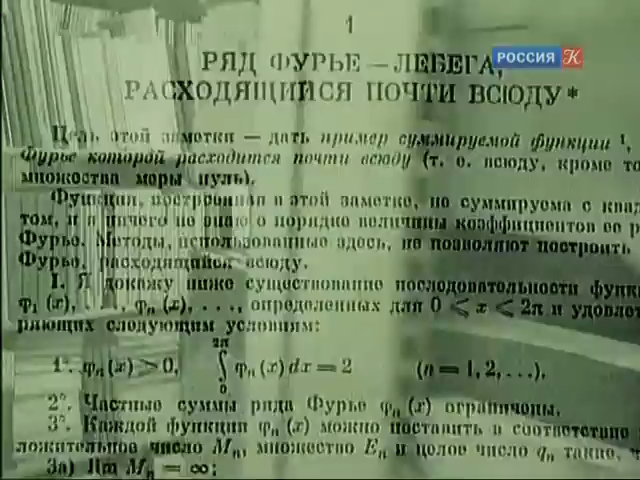 1
РОССИЯ К
РЯД ФУРЬЕ — ЛЕБЕГА,
РАСХОДЯЩИЙСЯ ПОЧТИ ВСЮДУ*
Цель этой заметки — дать пример суммируемой функции ¹,
Фурье которой расходится почти всюду (т. е. всюду, кроме то
множества меры нуль).
Функция, построенная в этой заметке, не суммируема с квад
том, и я ничего не знаю о порядке величины коэффициентов ее р
Фурье. Методы, использованные здесь, не позволяют построить
Фурье, расходящийся всюду.
1. Я докажу ниже существование последовательности функ
φ₁ (x), . . ., φₙ (x), . . ., определенных для 0 ⩽ x ⩽ 2π и удовлет
ряющих следующим условиям:
1°. φₙ (x) > 0, ∫₀²ᵖ φₙ (x) dx = 2 (n = 1, 2, . . .).
2°. Частные суммы ряда Фурье φₙ (x) ограничены.
3°. Каждой функции φₙ (x) можно поставить в соответствие
ложительное число Mₙ, множество Eₙ и целое число qₙ такие, ч
3а) lim Mₙ = ∞;